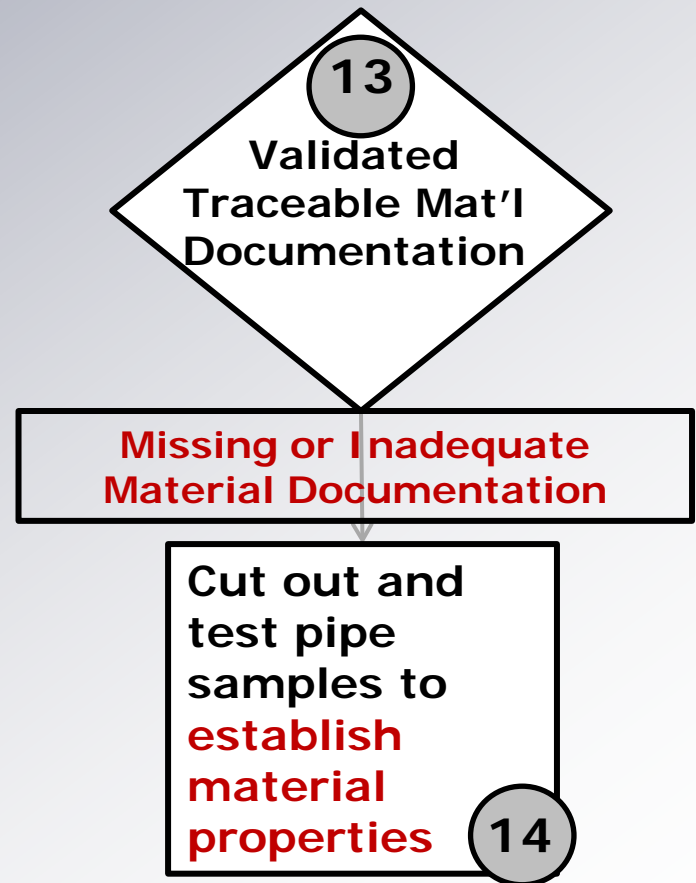 13
Validated
Traceable Mat’l
Documentation
Missing or Inadequate
Material Documentation
Cut out and
test pipe
samples to
establish
material
properties
14